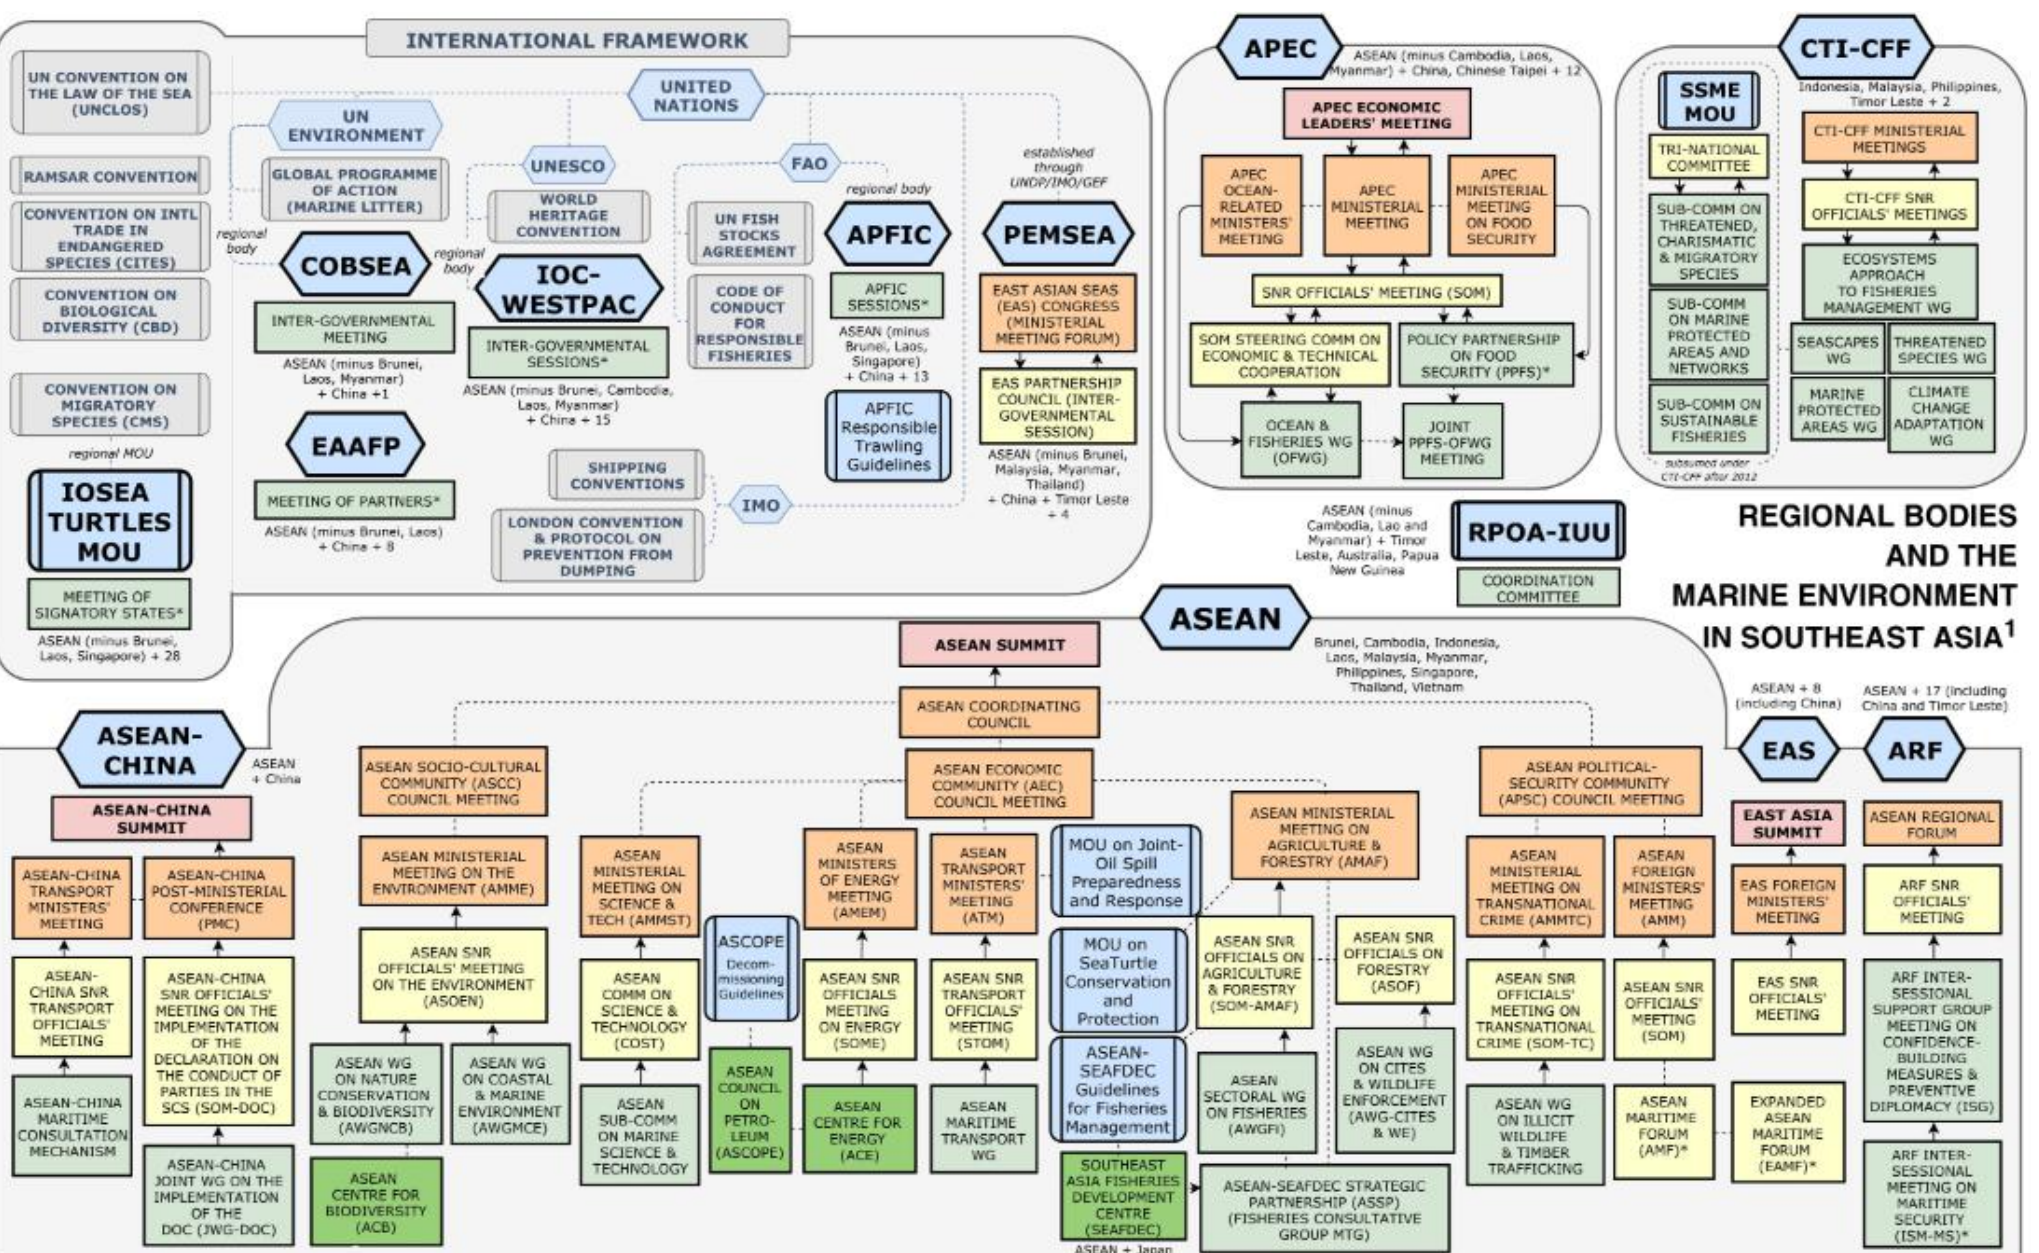 INTERNATIONAL FRAMEWORK
UN CONVENTION ON
THE LAW OF THE SEA
(UNCLOS)
RAMSAR CONVENTION
CONVENTION ON INTL
TRADE IN
ENDANGERED
SPECIES (CITES)
CONVENTION ON
BIOLOGICAL
DIVERSITY (CBD)
CONVENTION ON
MIGRATORY
SPECIES (CMS)
regional MOU
IOSEA
TURTLES
MOU
MEETING OF
SIGNATORY STATES*
ASEAN (minus Brunei,
Laos, Singapore) + 28
UNITED
NATIONS
UN
ENVIRONMENT
GLOBAL PROGRAMME
OF ACTION
(MARINE LITTER)
regional
body
COBSEA
INTER-GOVERNMENTAL
MEETING
ASEAN (minus Brunei,
Laos, Myanmar)
+ China +1
EAAFP
MEETING OF PARTNERS*
ASEAN (minus Brunei, Laos)
+ China + 8
UNESCO
WORLD
HERITAGE
CONVENTION
regional
body
IOC-
WESTPAC
INTER-GOVERNMENTAL
SESSIONS*
ASEAN (minus Brunei, Cambodia,
Laos, Myanmar)
+ China + 15
SHIPPING
CONVENTIONS
LONDON CONVENTION
& PROTOCOL ON
PREVENTION FROM
DUMPING
IMO
FAO
UN FISH
STOCKS
AGREEMENT
CODE OF
CONDUCT
FOR
RESPONSIBLE
FISHERIES
regional body
APFIC
APFIC
SESSIONS*
ASEAN (minus
Brunei, Laos,
Singapore)
+ China + 13
APFIC
Responsible
Trawling
Guidelines
established
through
UNDP/IMO/GEF
PEMSEA
EAST ASIAN SEAS
(EAS) CONGRESS
(MINISTERIAL
MEETING FORUM)
EAS PARTNERSHIP
COUNCIL (INTER-
GOVERNMENTAL
SESSION)
ASEAN (minus Brunei,
Malaysia, Myanmar,
Thailand)
+ China + Timor Leste
+ 4
APEC
ASEAN (minus Cambodia, Laos,
Myanmar) + China, Chinese Taipei + 12
APEC ECONOMIC
LEADERS' MEETING
APEC
OCEAN-
RELATED
MINISTERS'
MEETING
APEC
MINISTERIAL
MEETING
APEC
MINISTERIAL
MEETING
ON FOOD
SECURITY
SNR OFFICIALS' MEETING (SOM)
SOM STEERING COMM ON
ECONOMIC & TECHNICAL
COOPERATION
POLICY PARTNERSHIP
ON FOOD
SECURITY (PPFS)*
OCEAN &
FISHERIES WG
(OFWG)
JOINT
PPFS-OFWG
MEETING
CTI-CFF
Indonesia, Malaysia, Philippines,
Timor Leste + 2
SSME
MOU
TRI-NATIONAL
COMMITTEE
SUB-COMM ON
THREATENED,
CHARISMATIC
& MIGRATORY
SPECIES
SUB-COMM
ON MARINE
PROTECTED
AREAS AND
NETWORKS
SUB-COMM ON
SUSTAINABLE
FISHERIES
subsumed under
CTI-CFF after 2012
CTI-CFF MINISTERIAL
MEETINGS
CTI-CFF SNR
OFFICIALS' MEETINGS
ECOSYSTEMS
APPROACH
TO FISHERIES
MANAGEMENT WG
SEASCAPES
WG
THREATENED
SPECIES WG
MARINE
PROTECTED
AREAS WG
CLIMATE
CHANGE
ADAPTATION
WG
ASEAN (minus
Cambodia, Lao and
Myanmar) + Timor
Leste, Australia, Papua
New Guinea
RPOA-IUU
COORDINATION
COMMITTEE
REGIONAL BODIES
AND THE
MARINE ENVIRONMENT
IN SOUTHEAST ASIA¹
ASEAN
Brunei, Cambodia, Indonesia,
Laos, Malaysia, Myanmar,
Philippines, Singapore,
Thailand, Vietnam
ASEAN SUMMIT
ASEAN COORDINATING
COUNCIL
ASEAN-
CHINA
ASEAN
+ China
ASEAN-CHINA
SUMMIT
ASEAN-CHINA
TRANSPORT
MINISTERS'
MEETING
ASEAN-CHINA
POST-MINISTERIAL
CONFERENCE
(PMC)
ASEAN-
CHINA SNR
TRANSPORT
OFFICIALS'
MEETING
ASEAN-CHINA
SNR OFFICIALS'
MEETING ON THE
IMPLEMENTATION
OF THE
DECLARATION ON
THE CONDUCT OF
PARTIES IN THE
SCS (SOM-DOC)
ASEAN-CHINA
MARITIME
CONSULTATION
MECHANISM
ASEAN-CHINA
JOINT WG ON THE
IMPLEMENTATION
OF THE
DOC (JWG-DOC)
ASEAN SOCIO-CULTURAL
COMMUNITY (ASCC)
COUNCIL MEETING
ASEAN MINISTERIAL
MEETING ON THE
ENVIRONMENT (AMME)
ASEAN SNR
OFFICIALS' MEETING
ON THE ENVIRONMENT
(ASOEN)
ASEAN WG
ON NATURE
CONSERVATION
& BIODIVERSITY
(AWGNCB)
ASEAN WG
ON COASTAL
& MARINE
ENVIRONMENT
(AWGMCE)
ASEAN
CENTRE FOR
BIODIVERSITY
(ACB)
ASEAN ECONOMIC
COMMUNITY (AEC)
COUNCIL MEETING
ASEAN
MINISTERIAL
MEETING ON
SCIENCE &
TECH (AMMST)
ASEAN
COMM ON
SCIENCE &
TECHNOLOGY
(COST)
ASEAN
SUB-COMM
ON MARINE
SCIENCE &
TECHNOLOGY
ASCOPE
Decom-
missioning
Guidelines
ASEAN
COUNCIL
ON
PETRO-
LEUM
(ASCOPE)
ASEAN
MINISTERS
OF ENERGY
MEETING
(AMEM)
ASEAN SNR
OFFICIALS
MEETING
ON ENERGY
(SOME)
ASEAN
CENTRE FOR
ENERGY
(ACE)
ASEAN
TRANSPORT
MINISTERS'
MEETING
(ATM)
ASEAN SNR
TRANSPORT
OFFICIALS'
MEETING
(STOM)
ASEAN
MARITIME
TRANSPORT
WG
MOU on Joint-
Oil Spill
Preparedness
and Response
MOU on
SeaTurtle
Conservation
and
Protection
ASEAN-
SEAFDEC
Guidelines
for Fisheries
Management
SOUTHEAST
ASIA FISHERIES
DEVELOPMENT
CENTRE
(SEAFDEC)
ASEAN + Japan
ASEAN MINISTERIAL
MEETING ON
AGRICULTURE &
FORESTRY (AMAF)
ASEAN SNR
OFFICIALS ON
AGRICULTURE
& FORESTRY
(SOM-AMAF)
ASEAN SNR
OFFICIALS ON
FORESTRY
(ASOF)
ASEAN
SECTORAL WG
ON FISHERIES
(AWGFI)
ASEAN WG
ON CITES
& WILDLIFE
ENFORCEMENT
(AWG-CITES
& WE)
ASEAN-SEAFDEC STRATEGIC
PARTNERSHIP (ASSP)
(FISHERIES CONSULTATIVE
GROUP MTG)
ASEAN POLITICAL-
SECURITY COMMUNITY
(APSC) COUNCIL MEETING
ASEAN
MINISTERIAL
MEETING ON
TRANSNATIONAL
CRIME (AMMTC)
ASEAN SNR
OFFICIALS'
MEETING ON
TRANSNATIONAL
CRIME (SOM-TC)
ASEAN WG
ON ILLICIT
WILDLIFE
& TIMBER
TRAFFICKING
ASEAN
FOREIGN
MINISTERS'
MEETING
(AMM)
ASEAN SNR
OFFICIALS'
MEETING
(SOM)
ASEAN
MARITIME
FORUM
(AMF)*
ASEAN + 8
(including China)
EAS
EAST ASIA
SUMMIT
EAS FOREIGN
MINISTERS'
MEETING
EAS SNR
OFFICIALS'
MEETING
EXPANDED
ASEAN
MARITIME
FORUM
(EAMF)*
ASEAN + 17 (including
China and Timor Leste)
ARF
ASEAN REGIONAL
FORUM
ARF SNR
OFFICIALS'
MEETING
ARF INTER-
SESSIONAL
SUPPORT GROUP
MEETING ON
CONFIDENCE-
BUILDING
MEASURES &
PREVENTIVE
DIPLOMACY (ISG)
ARF INTER-
SESSIONAL
MEETING ON
MARITIME
SECURITY
(ISM-MS)*